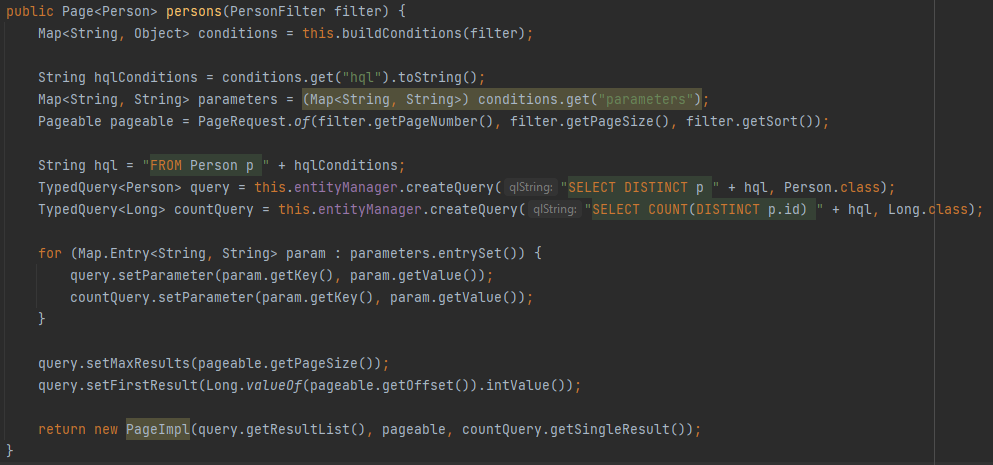 public Page<Person> persons(PersonFilter filter) {
    Map<String, Object> conditions = this.buildConditions(filter);
    String hqlConditions = conditions.get("hql").toString();
    Map<String, String> parameters = (Map<String, String>) conditions.get("parameters");
    Pageable pageable = PageRequest.of(filter.getPageNumber(), filter.getPageSize(), filter.getSort());
    String hql = "FROM Person p " + hqlConditions;
    TypedQuery<Person> query = this.entityManager.createQuery( qlString: "SELECT DISTINCT p " + hql, Person.class);
    TypedQuery<Long> countQuery = this.entityManager.createQuery( qlString: "SELECT COUNT(DISTINCT p.id) " + hql, Long.class);
    for (Map.Entry<String, String> param : parameters.entrySet()) {
        query.setParameter(param.getKey(), param.getValue());
        countQuery.setParameter(param.getKey(), param.getValue());
    }
    query.setMaxResults(pageable.getPageSize());
    query.setFirstResult(Long.valueOf(pageable.getOffset()).intValue());
    return new PageImpl(query.getResultList(), pageable, countQuery.getSingleResult());
}